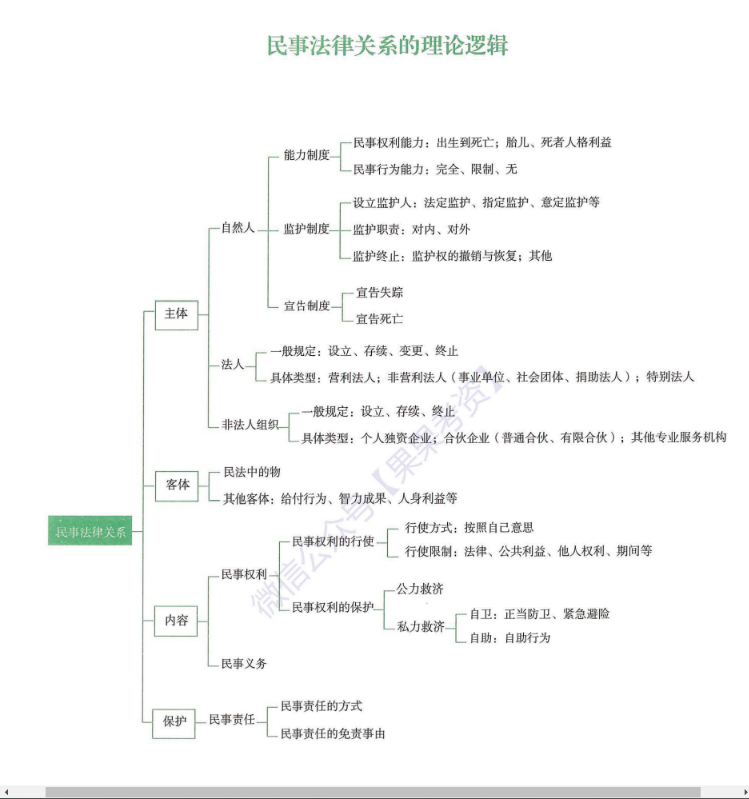 民事法律关系的理论逻辑
民事权利能力：出生到死亡；胎儿、死者人格利益
能力制度
民事行为能力：完全、限制、无
设立监护人：法定监护、指定监护、意定监护等
自然人
监护制度
监护职责：对内、对外
监护终止：监护权的撤销与恢复；其他
宣告失踪
宣告制度
宣告死亡
主体
一般规定：设立、存续、变更、终止
法人
具体类型：营利法人；非营利法人（事业单位、社会团体、捐助法人）；特别法人
一般规定：设立、存续、终止
非法人组织
具体类型：个人独资企业；合伙企业（普通合伙、有限合伙）；其他专业服务机构
民法中的物
客体
其他客体：给付行为、智力成果、人身利益等
民事法律关系
行使方式：按照自己意思
民事权利的行使
行使限制：法律、公共利益、他人权利、期间等
民事权利
公力救济
民事权利的保护
自卫：正当防卫、紧急避险
私力救济
自助：自助行为
内容
民事义务
民事责任的方式
保护
民事责任
民事责任的免责事由
微信公众号【果果考资】